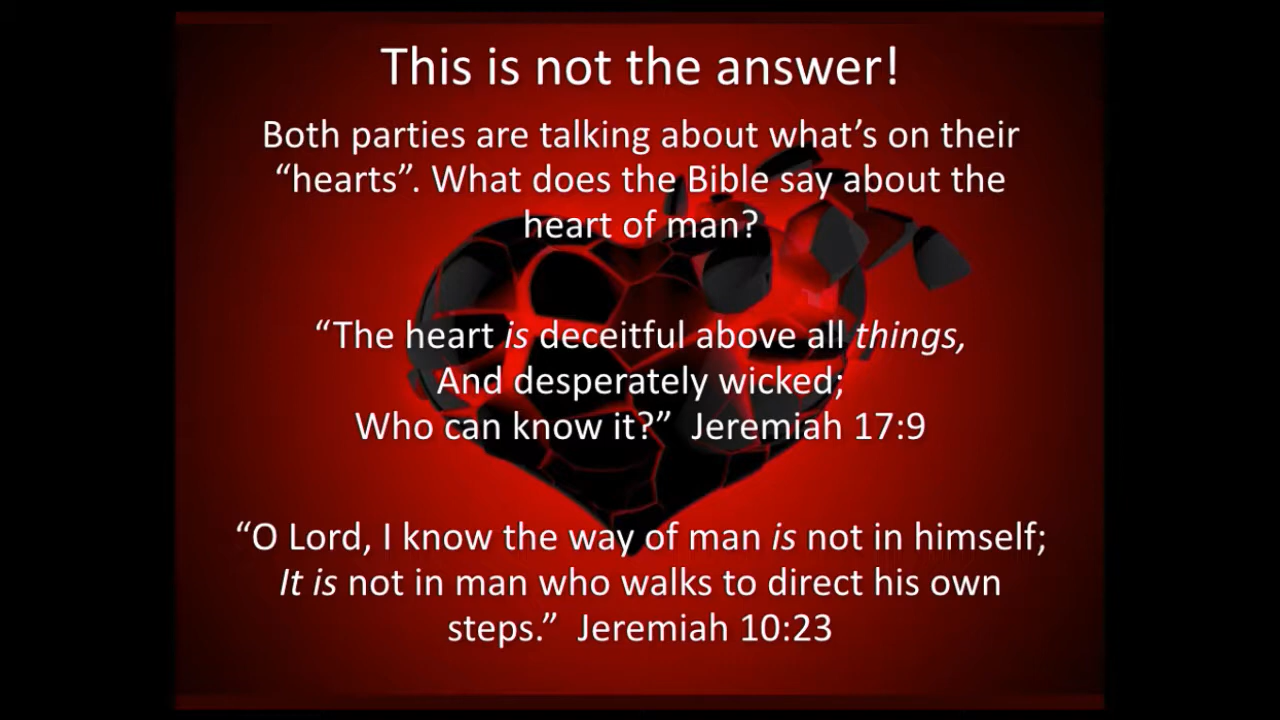 This is not the answer!
Both parties are talking about what’s on their
“hearts”. What does the Bible say about the
heart of man?
“The heart is deceitful above all things,
And desperately wicked;
Who can know it?”  Jeremiah 17:9
“O Lord, I know the way of man is not in himself;
It is not in man who walks to direct his own
steps.”  Jeremiah 10:23